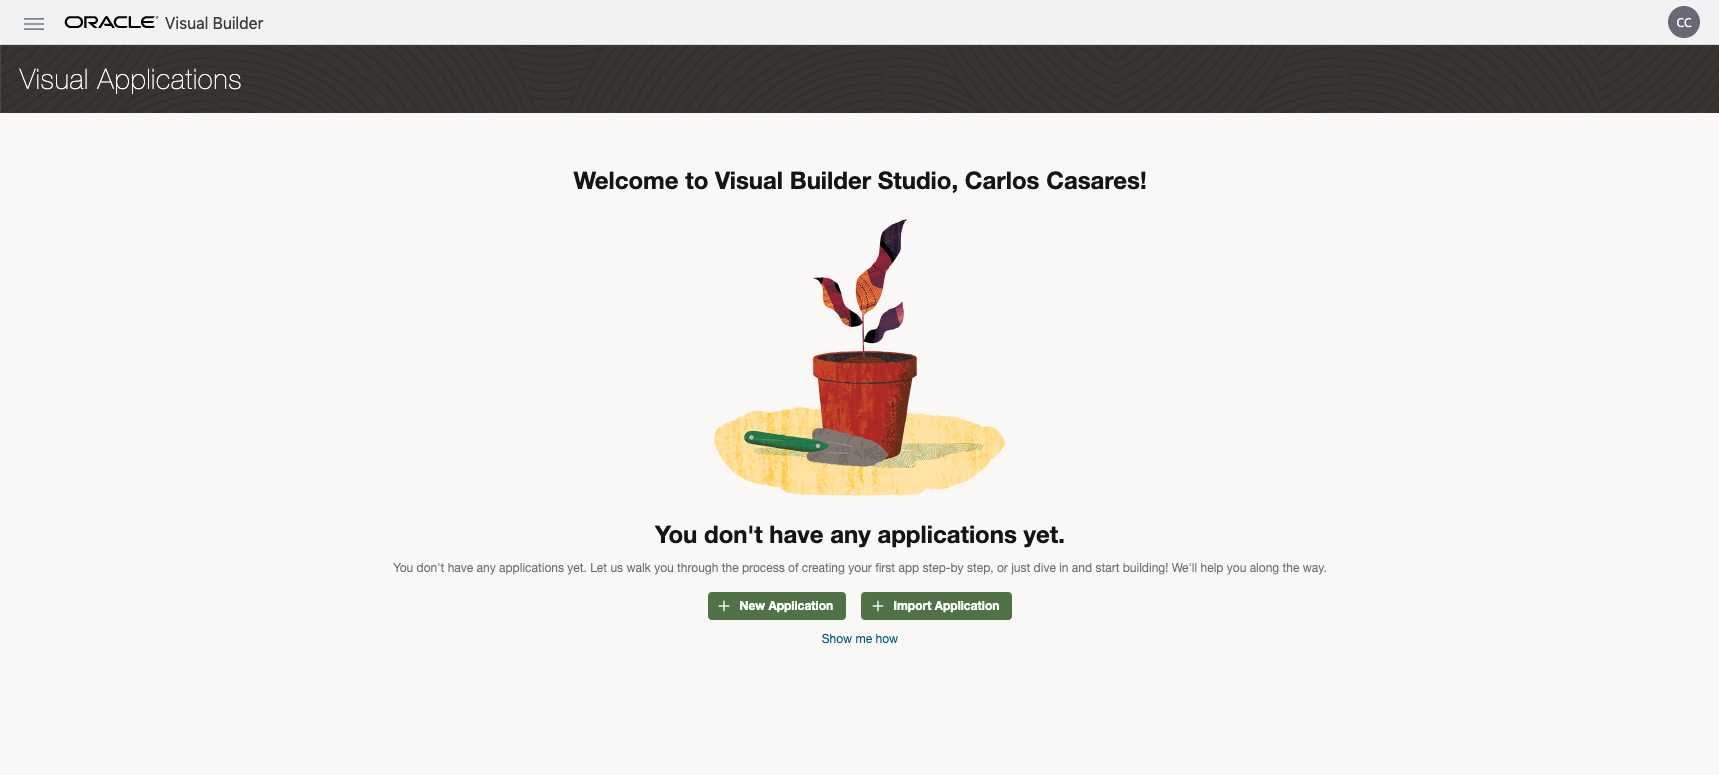 ORACLE Visual Builder
CC
Visual Applications
Welcome to Visual Builder Studio, Carlos Casares!
You don't have any applications yet.
You don't have any applications yet. Let us walk you through the process of creating your first app step-by step, or just dive in and start building! We'll help you along the way.
New Application
Import Application
Show me how